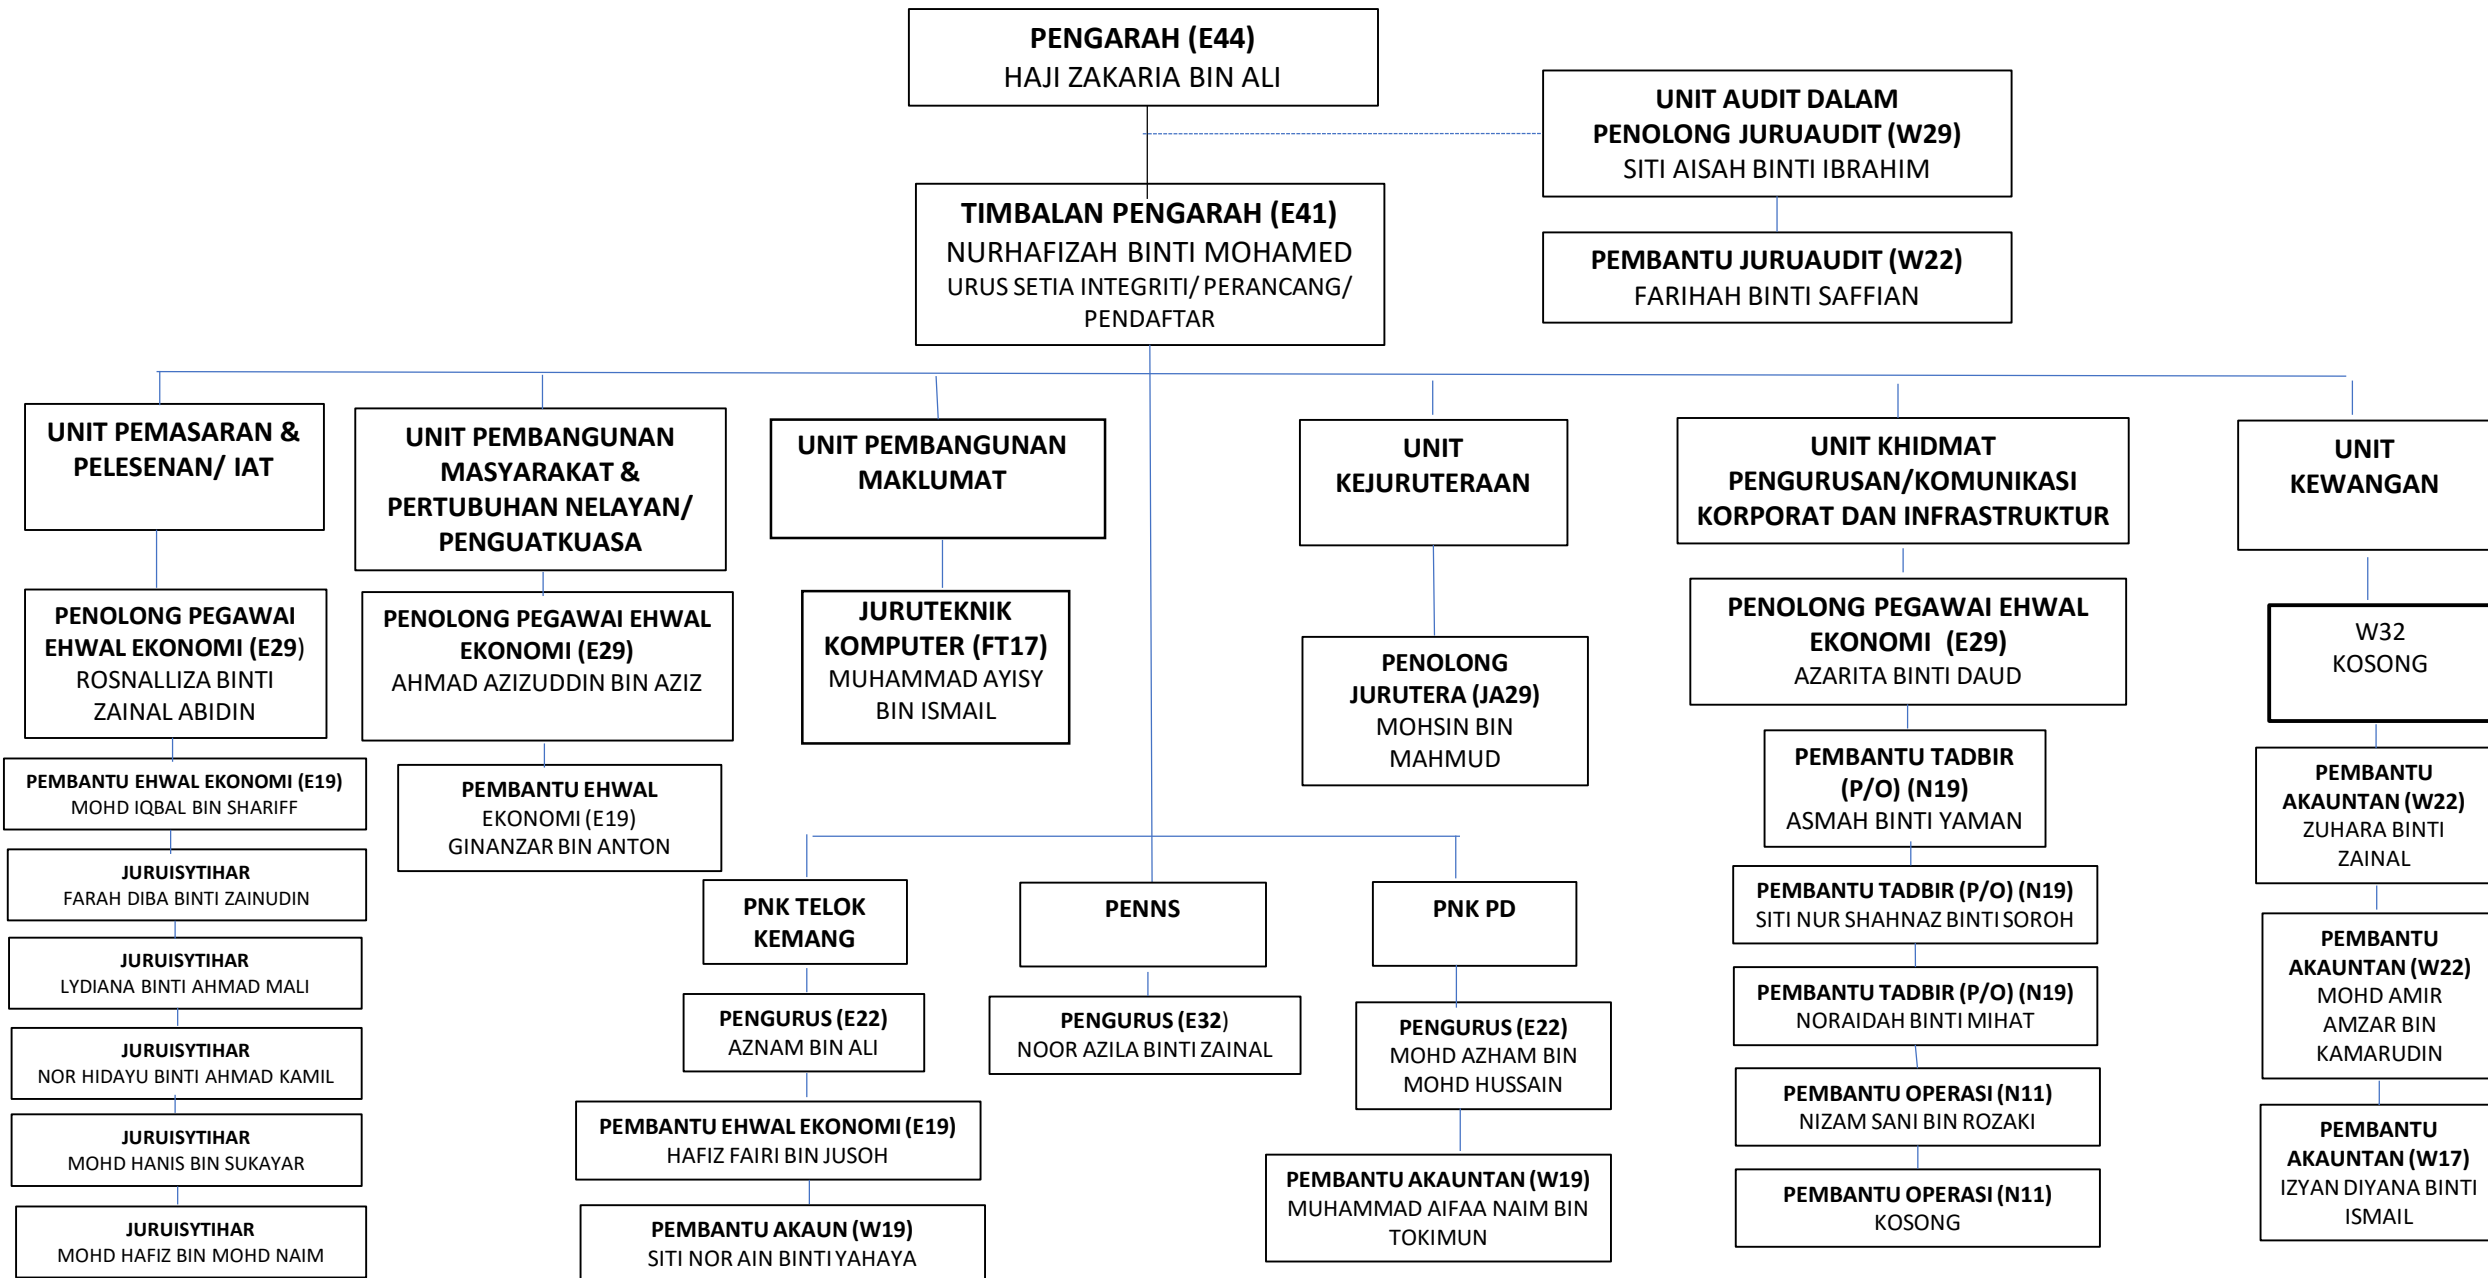 PENGARAH (E44)
HAJI ZAKARIA BIN ALI
UNIT AUDIT DALAM
PENOLONG JURUAUDIT (W29)
SITI AISAH BINTI IBRAHIM
TIMBALAN PENGARAH (E41)
NURHAFIZAH BINTI MOHAMED
URUS SETIA INTEGRITI/ PERANCANG/
PENDAFTAR
PEMBANTU JURUAUDIT (W22)
FARIHAH BINTI SAFFIAN
UNIT PEMASARAN &
PELESENAN/ IAT
PENOLONG PEGAWAI
EHWAL EKONOMI (E29)
ROSNALLIZA BINTI
ZAINAL ABIDIN
PEMBANTU EHWAL EKONOMI (E19)
MOHD IQBAL BIN SHARIFF
JURUISYTIHAR
FARAH DIBA BINTI ZAINUDIN
JURUISYTIHAR
LYDIANA BINTI AHMAD MALI
JURUISYTIHAR
NOR HIDAYU BINTI AHMAD KAMIL
JURUISYTIHAR
MOHD HANIS BIN SUKAYAR
JURUISYTIHAR
MOHD HAFIZ BIN MOHD NAIM
UNIT PEMBANGUNAN
MASYARAKAT &
PERTUBUHAN NELAYAN/
PENGUATKUASA
PENOLONG PEGAWAI EHWAL
EKONOMI (E29)
AHMAD AZIZUDDIN BIN AZIZ
PEMBANTU EHWAL
EKONOMI (E19)
GINANZAR BIN ANTON
UNIT PEMBANGUNAN
MAKLUMAT
JURUTEKNIK
KOMPUTER (FT17)
MUHAMMAD AYISY
BIN ISMAIL
PNK TELOK
KEMANG
PENGURUS (E22)
AZNAM BIN ALI
PEMBANTU EHWAL EKONOMI (E19)
HAFIZ FAIRI BIN JUSOH
PEMBANTU AKAUN (W19)
SITI NOR AIN BINTI YAHAYA
PENNS
PENGURUS (E32)
NOOR AZILA BINTI ZAINAL
PNK PD
PENGURUS (E22)
MOHD AZHAM BIN
MOHD HUSSAIN
PEMBANTU AKAUNTAN (W19)
MUHAMMAD AIFAA NAIM BIN
TOKIMUN
UNIT
KEJURUTERAAN
PENOLONG
JURUTERA (JA29)
MOHSIN BIN
MAHMUD
UNIT KHIDMAT
PENGURUSAN/KOMUNIKASI
KORPORAT DAN INFRASTRUKTUR
PENOLONG PEGAWAI EHWAL
EKONOMI (E29)
AZARITA BINTI DAUD
PEMBANTU TADBIR
(P/O) (N19)
ASMAH BINTI YAMAN
PEMBANTU TADBIR (P/O) (N19)
SITI NUR SHAHNAZ BINTI SOROH
PEMBANTU TADBIR (P/O) (N19)
NORAIDAH BINTI MIHAT
PEMBANTU OPERASI (N11)
NIZAM SANI BIN ROZAKI
PEMBANTU OPERASI (N11)
KOSONG
UNIT
KEWANGAN
W32
KOSONG
PEMBANTU
AKAUNTAN (W22)
ZUHARA BINTI
ZAINAL
PEMBANTU
AKAUNTAN (W22)
MOHD AMIR
AMZAR BIN
KAMARUDIN
PEMBANTU
AKAUNTAN (W17)
IZYAN DIYANA BINTI
ISMAIL